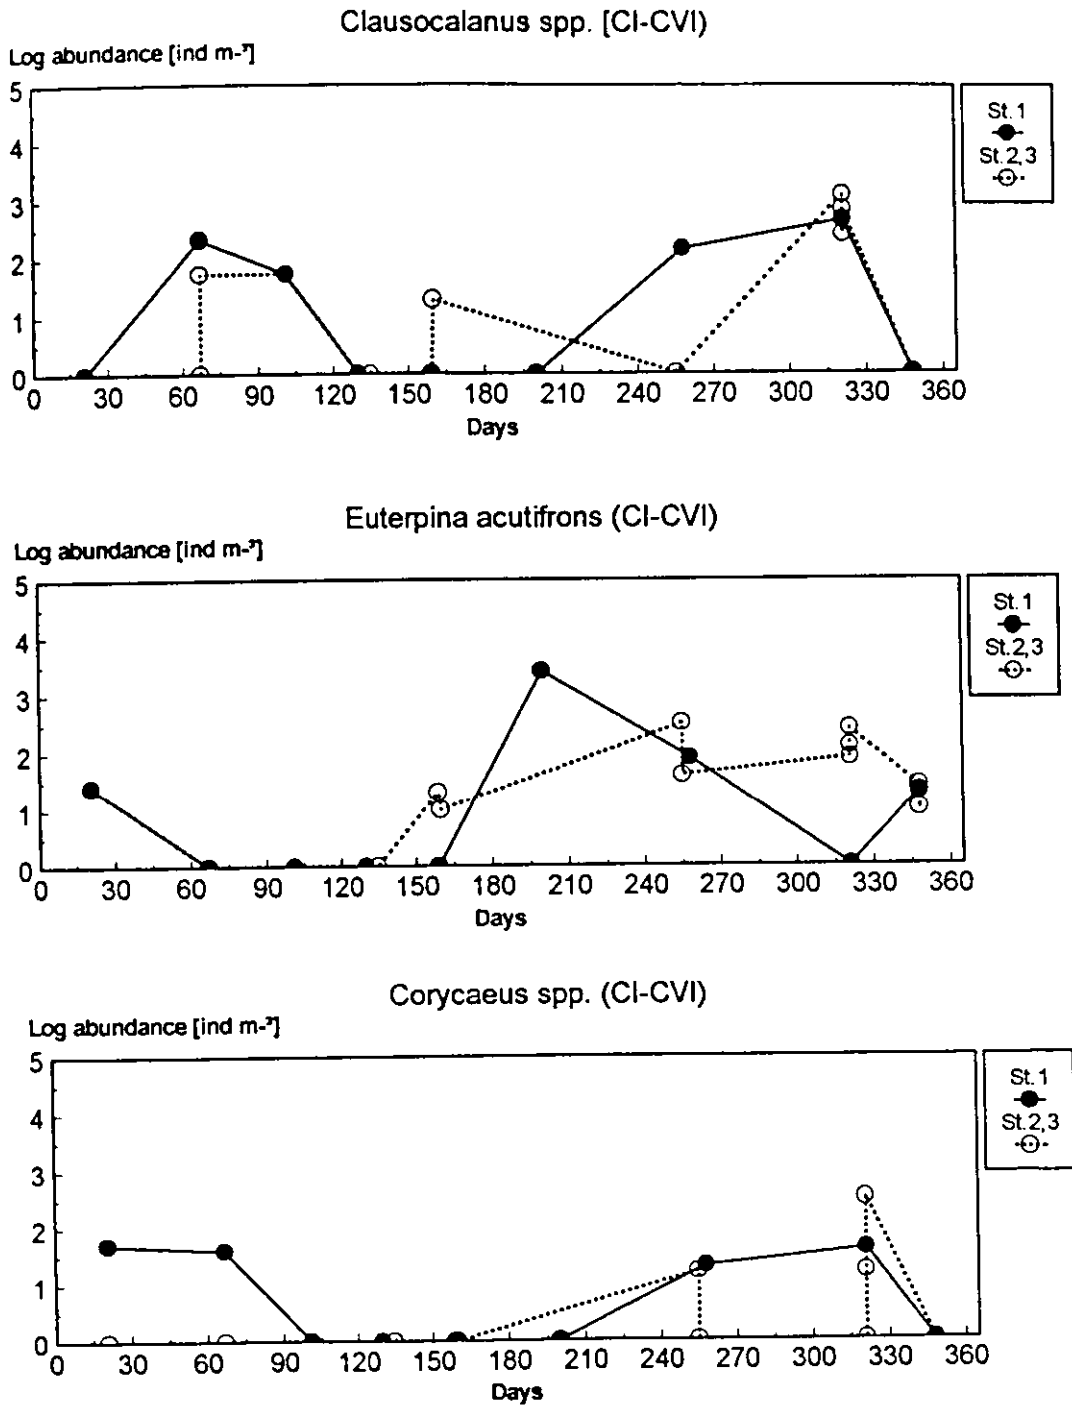 Clausocalanus spp. [CI-CVI)
Log abundance [ind m-³]
5
4
3
2
1
0
0 30 60 90 120 150 180 210 240 270 300 330 360
Days
St.1
St.2,3
Euterpina acutifrons (CI-CVI)
Log abundance [ind m-³]
5
4
3
2
1
0
0 30 60 90 120 150 180 210 240 270 300 330 360
Days
St.1
St.2,3
Corycaeus spp. (CI-CVI)
Log abundance [ind m-³]
5
4
3
2
1
0
0 30 60 90 120 150 180 210 240 270 300 330 360
Days
St.1
St.2,3